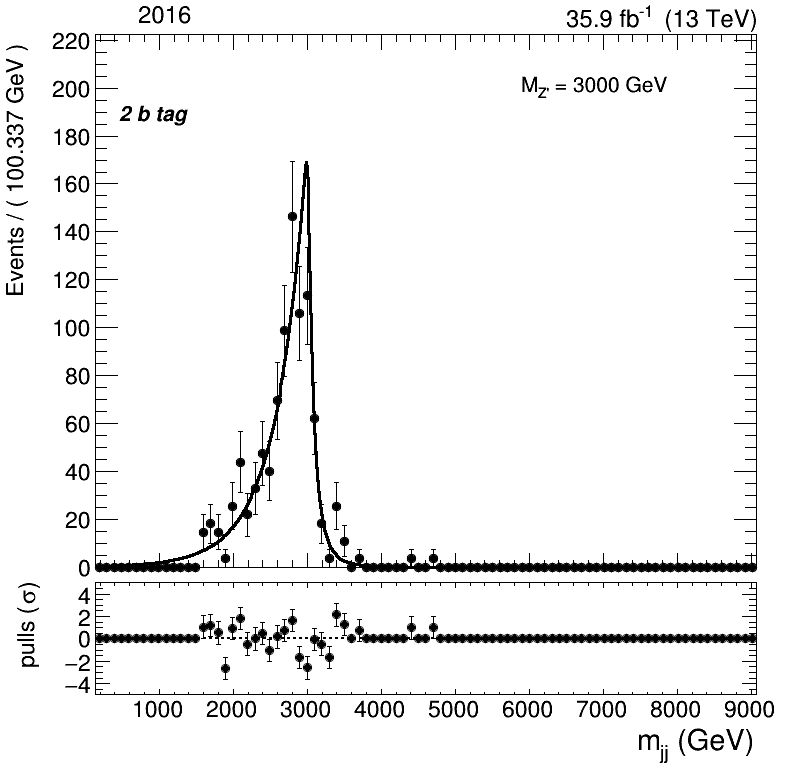 2016
35.9 fb⁻¹ (13 TeV)
Events / ( 100.337 GeV )
220
200
180
160
140
120
100
80
60
40
20
0
M_Z' = 3000 GeV
2 b tag
pulls (σ)
4
2
0
−2
−4
1000 2000 3000 4000 5000 6000 7000 8000 9000
m_jj (GeV)